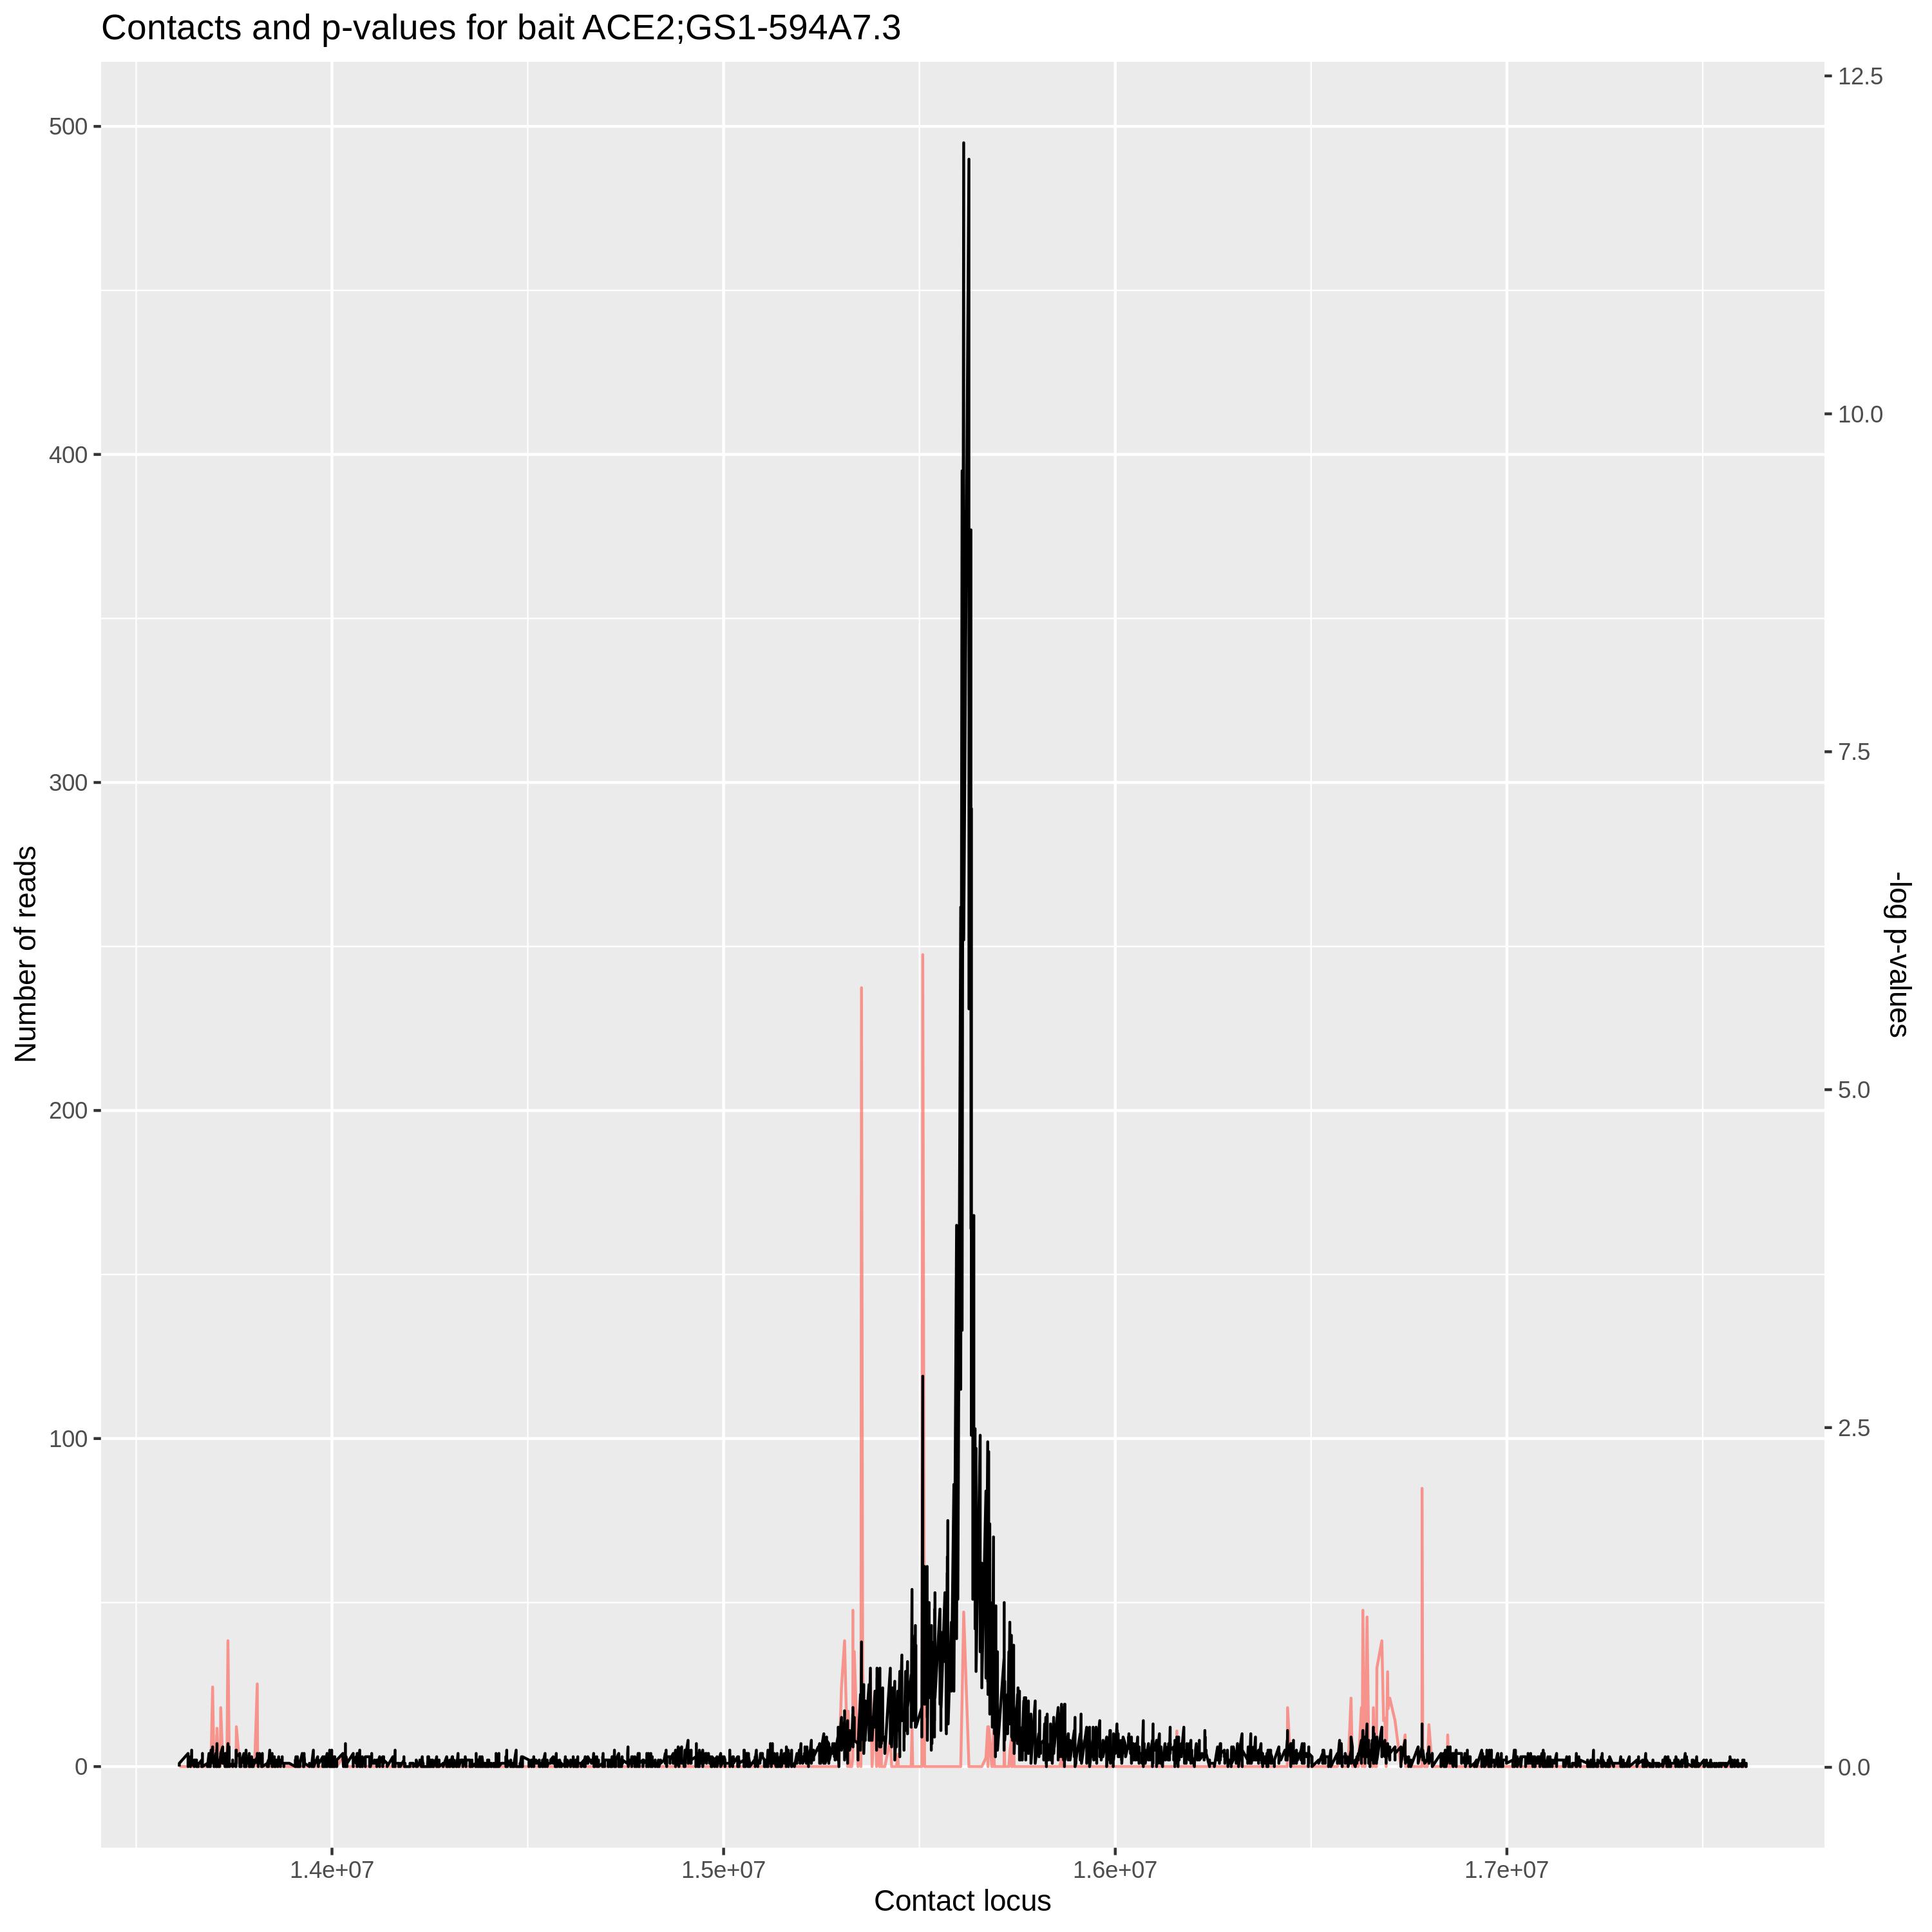 Contacts and p-values for bait ACE2;GS1-594A7.3
500
400
300
200
100
0
Number of reads
12.5
10.0
7.5
5.0
2.5
0.0
-log p-values
1.4e+07
1.5e+07
1.6e+07
1.7e+07
Contact locus